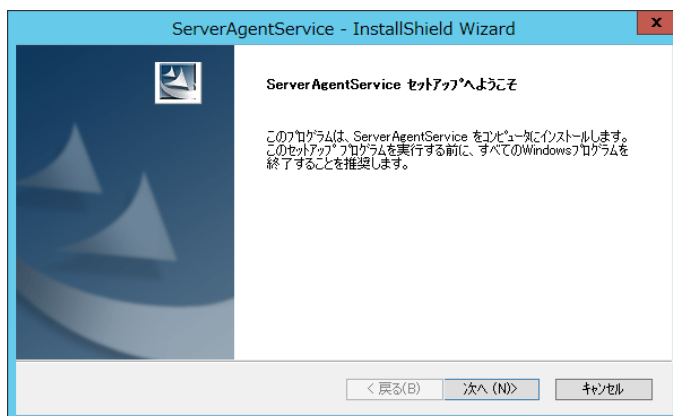 ServerAgentService - InstallShield Wizard
x
ServerAgentService ｾｯﾄｱｯﾌﾟへようこそ
このﾌﾟﾛｸﾞﾗﾑは、ServerAgentService をｺﾝﾋﾟｭｰﾀにｲﾝｽﾄｰﾙします。
このｾｯﾄｱｯﾌﾟ ﾌﾟﾛｸﾞﾗﾑを実行する前に、すべてのWindowsﾌﾟﾛｸﾞﾗﾑを
終了することを推奨します。
< 戻る(B)
次へ (N)>
ｷｬﾝｾﾙ